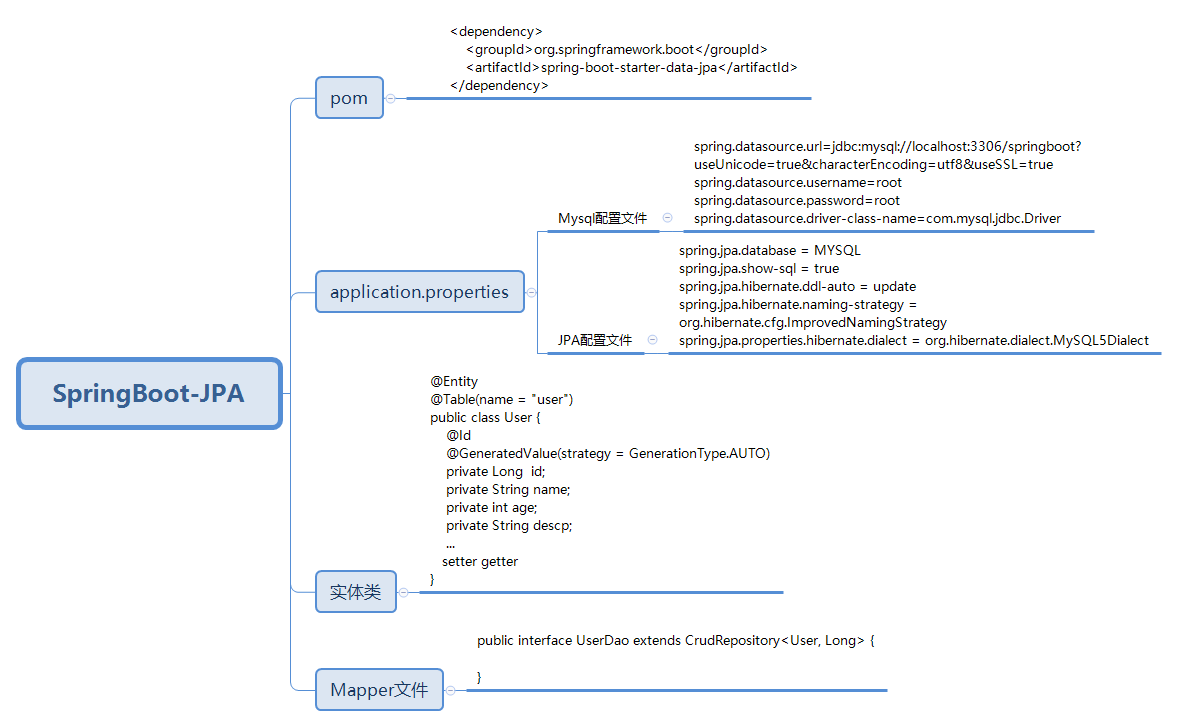 SpringBoot-JPA
pom
<dependency>
<groupId>org.springframework.boot</groupId>
<artifactId>spring-boot-starter-data-jpa</artifactId>
</dependency>
application.properties
Mysql配置文件
spring.datasource.url=jdbc:mysql://localhost:3306/springboot?
useUnicode=true&characterEncoding=utf8&useSSL=true
spring.datasource.username=root
spring.datasource.password=root
spring.datasource.driver-class-name=com.mysql.jdbc.Driver
JPA配置文件
spring.jpa.database = MYSQL
spring.jpa.show-sql = true
spring.jpa.hibernate.ddl-auto = update
spring.jpa.hibernate.naming-strategy =
org.hibernate.cfg.ImprovedNamingStrategy
spring.jpa.properties.hibernate.dialect = org.hibernate.dialect.MySQL5Dialect
实体类
@Entity
@Table(name = "user")
public class User {
@Id
@GeneratedValue(strategy = GenerationType.AUTO)
private Long  id;
private String name;
private int age;
private String descp;
...
setter getter
}
Mapper文件
public interface UserDao extends CrudRepository<User, Long> {
}